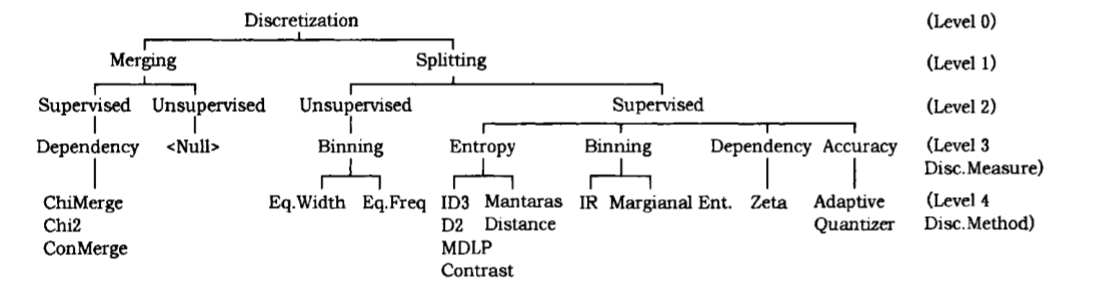 Discretization (Level 0)
Merging Splitting (Level 1)
Supervised Unsupervised Unsupervised Supervised (Level 2)
Dependency <Null> Binning Entropy Binning Dependency Accuracy (Level 3
Disc.Measure)
ChiMerge Eq.Width Eq.Freq ID3 Mantaras IR Margianal Ent. Zeta Adaptive (Level 4
Chi2 D2 Distance Quantizer Disc.Method)
ConMerge MDLP
Contrast